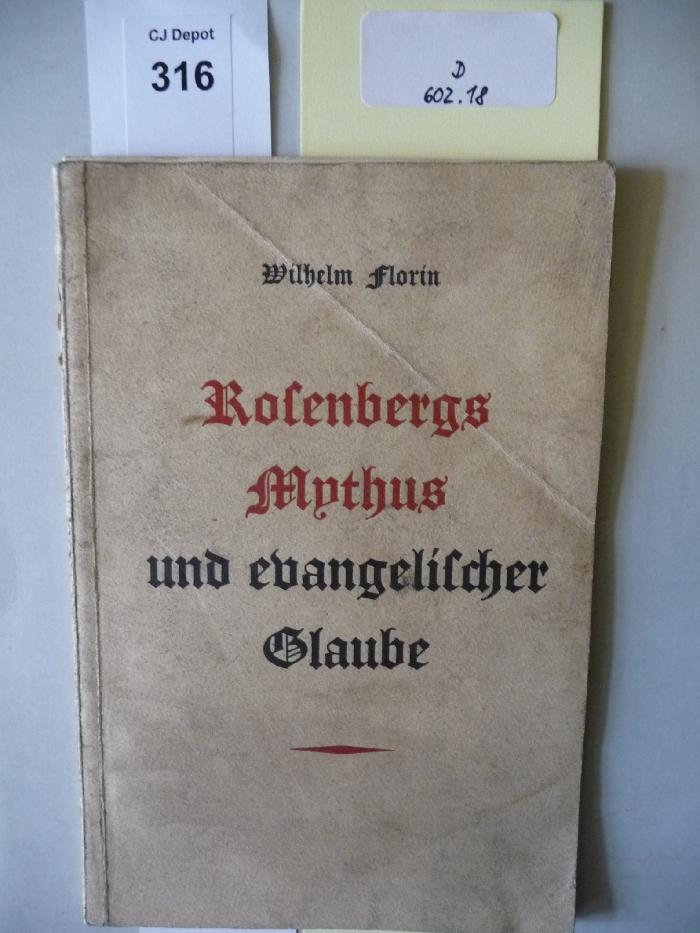 CJ Depot
316
D
602.18
Wilhelm Florin
Roſenbergs
Mythus
und evangeliſcher
Glaube